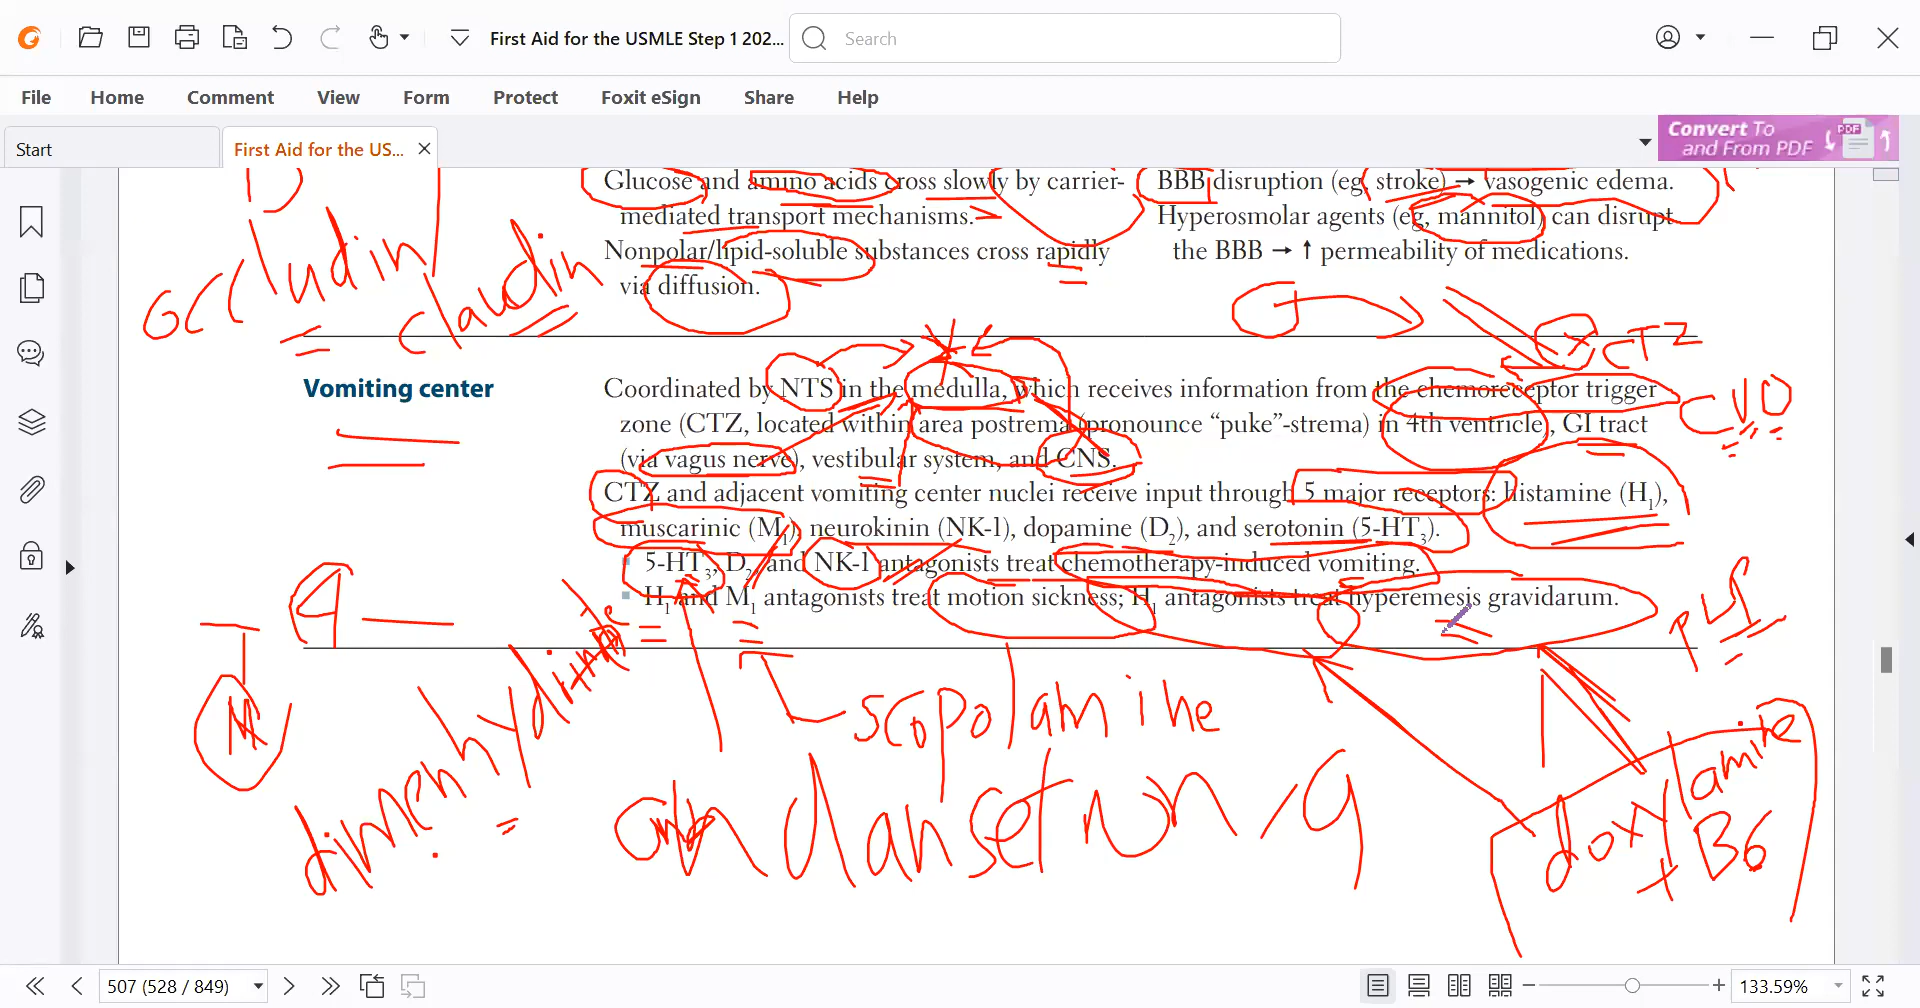 First Aid for the USMLE Step 1 202...
Search
File Home Comment View Form Protect Foxit eSign Share Help
Start
First Aid for the US...
Convert To
and From PDF
PDF
Glucose and amino acids cross slowly by carrier-
mediated transport mechanisms.
Nonpolar/lipid-soluble substances cross rapidly
via diffusion.
BBB disruption (eg, stroke) → vasogenic edema.
Hyperosmolar agents (eg, mannitol) can disrupt
the BBB → ↑ permeability of medications.
occludin
claudin
CTZ
CVO
Vomiting center
Coordinated by NTS in the medulla, which receives information from the chemoreceptor trigger
zone (CTZ, located within area postrema (pronounce “puke”-strema) in 4th ventricle), GI tract
(via vagus nerve), vestibular system, and CNS.
CTZ and adjacent vomiting center nuclei receive input through 5 major receptors: histamine (H1),
muscarinic (M1), neurokinin (NK-1), dopamine (D2), and serotonin (5-HT3).
5-HT3, D2, and NK-1 antagonists treat chemotherapy-induced vomiting.
H1 and M1 antagonists treat motion sickness; H1 antagonists treat hyperemesis gravidarum.
scopolamine
ondansetron
doxylamine
+ B6
507 (528 / 849)
133.59%